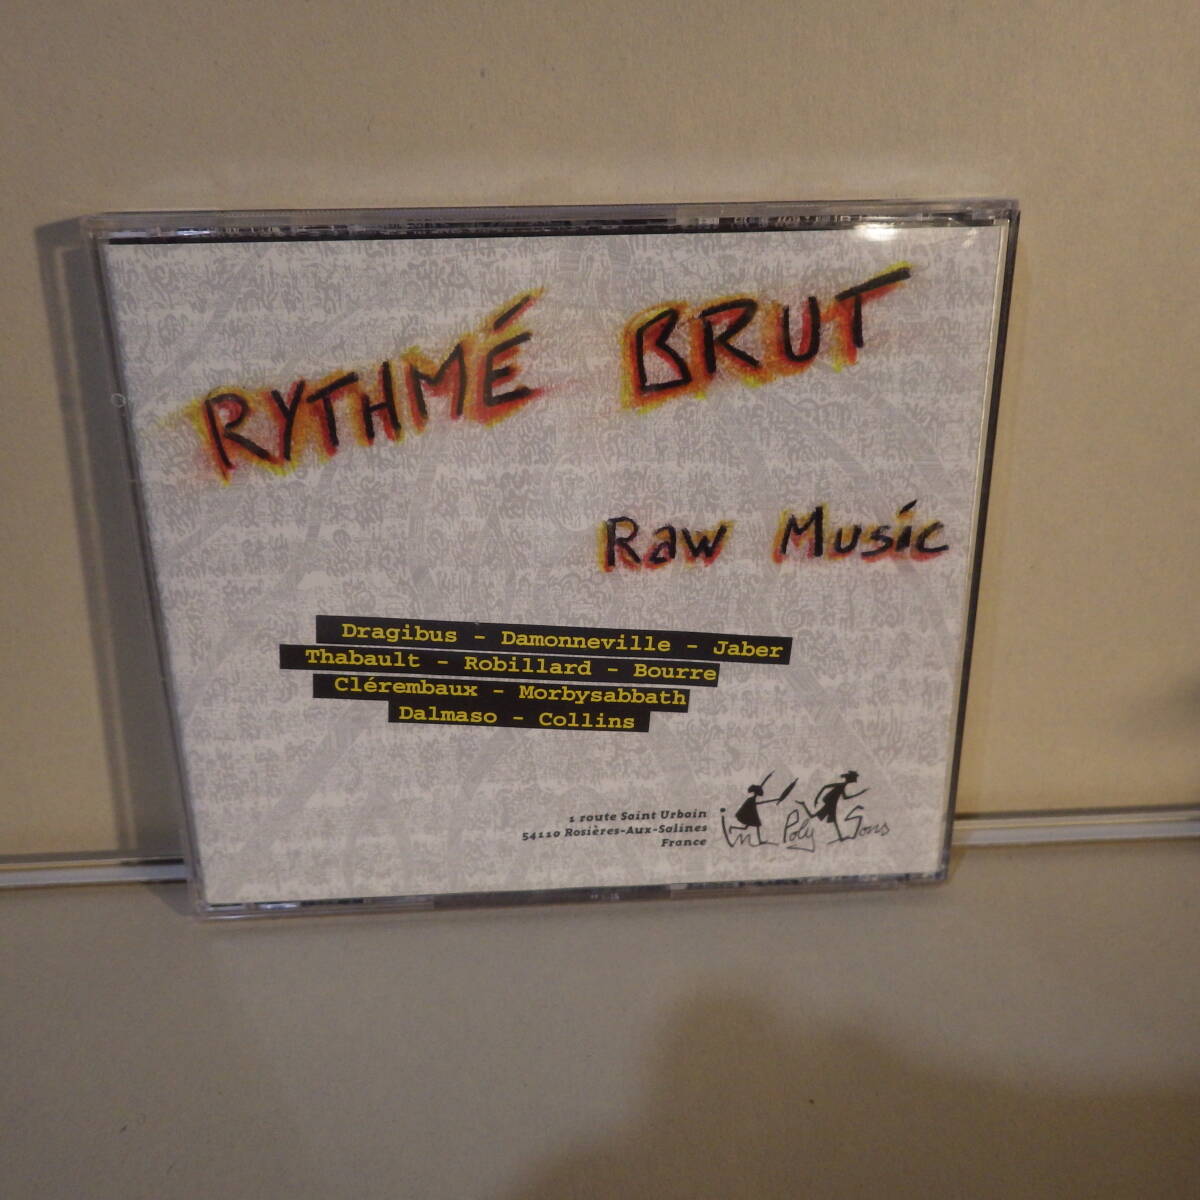 RYTHMÉ BRUT
Raw Music
Dragibus - Damonneville - Jaber
Thabault - Robillard - Bourre
Clérembaux - Morbysabbath
Dalmaso - Collins
1 route Saint Urbain
54110 Rosières-Aux-Salines
France
in Poly Sons